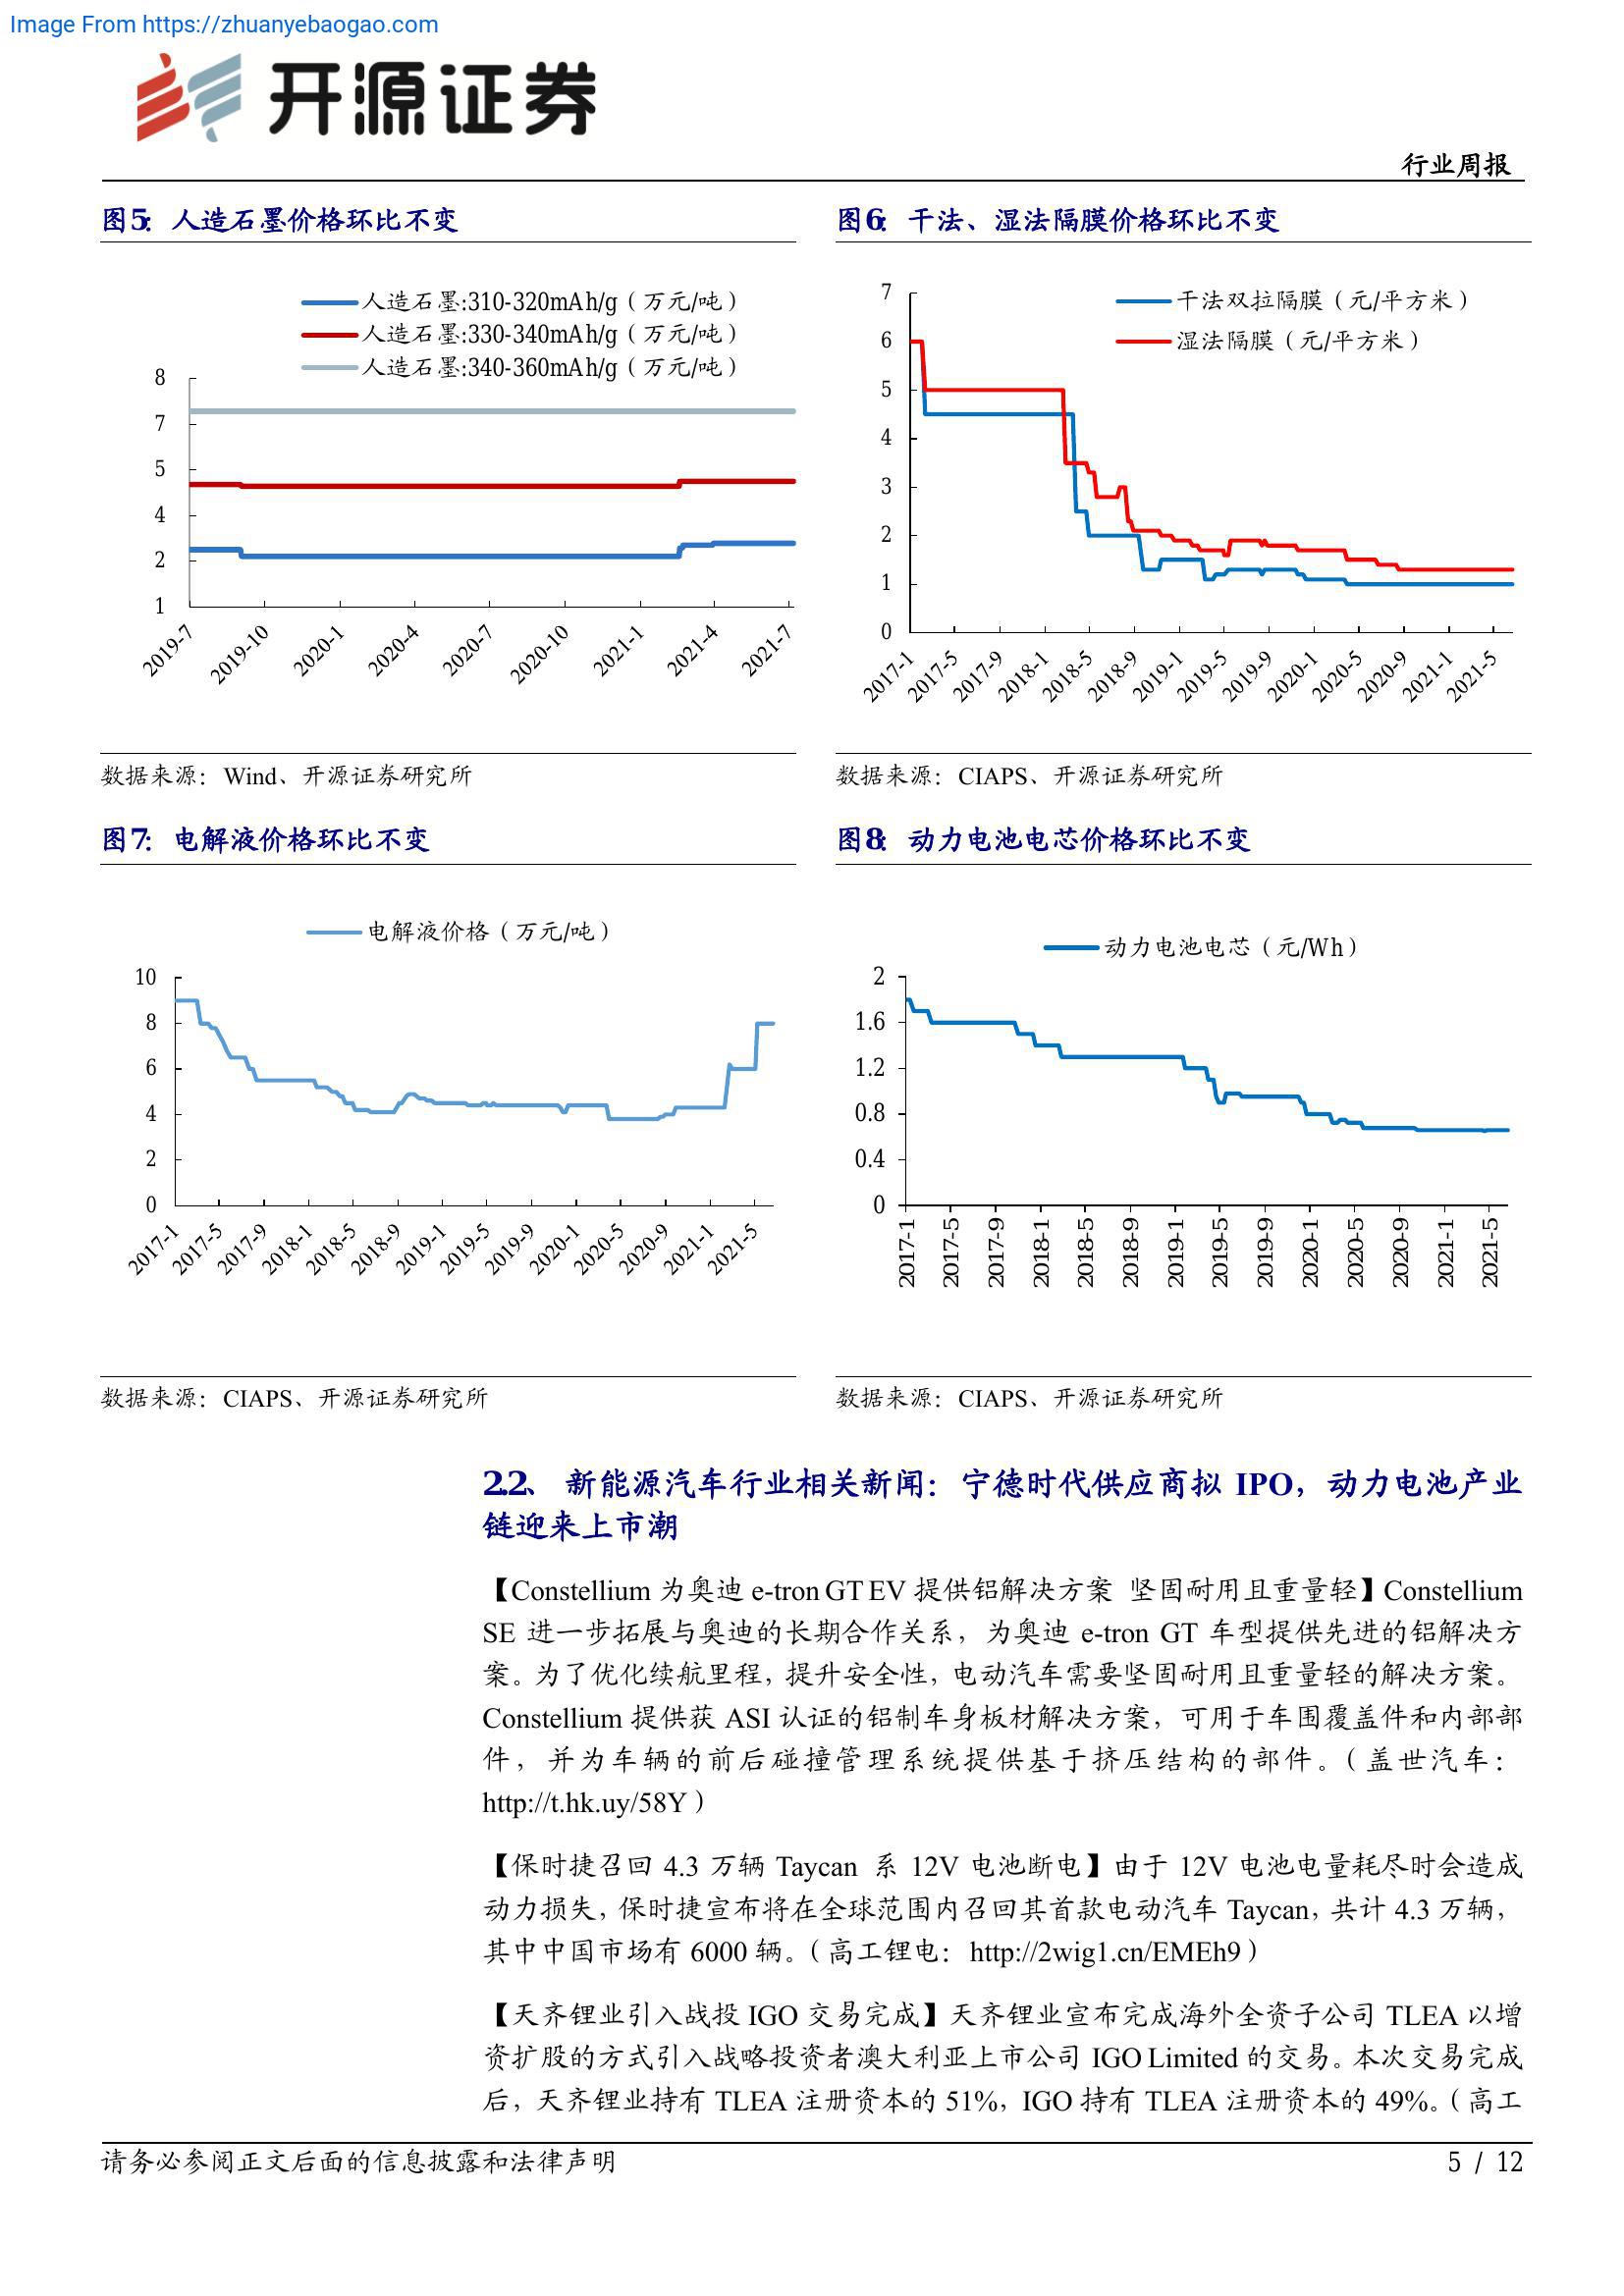 Image From https://zhuanyebaogao.com
开源证券
行业周报
图5：人造石墨价格环比不变
人造石墨:310-320mAh/g（万元/吨）
人造石墨:330-340mAh/g（万元/吨）
人造石墨:340-360mAh/g（万元/吨）
8
7
5
4
2
1
2019-7 2019-10 2020-1 2020-4 2020-7 2020-10 2021-1 2021-4 2021-7
数据来源：Wind、开源证券研究所
图6：干法、湿法隔膜价格环比不变
干法双拉隔膜（元/平方米）
湿法隔膜（元/平方米）
7
6
5
4
3
2
1
0
2017-1 2017-5 2017-9 2018-1 2018-5 2018-9 2019-1 2019-5 2019-9 2020-1 2020-5 2020-9 2021-1 2021-5
数据来源：CIAPS、开源证券研究所
图7：电解液价格环比不变
电解液价格（万元/吨）
10
8
6
4
2
0
2017-1 2017-5 2017-9 2018-1 2018-5 2018-9 2019-1 2019-5 2019-9 2020-1 2020-5 2020-9 2021-1 2021-5
数据来源：CIAPS、开源证券研究所
图8：动力电池电芯价格环比不变
动力电池电芯（元/Wh）
2
1.6
1.2
0.8
0.4
0
2017-1 2017-5 2017-9 2018-1 2018-5 2018-9 2019-1 2019-5 2019-9 2020-1 2020-5 2020-9 2021-1 2021-5
数据来源：CIAPS、开源证券研究所
2.2、 新能源汽车行业相关新闻：宁德时代供应商拟 IPO，动力电池产业
链迎来上市潮
【Constellium 为奥迪 e-tron GT EV 提供铝解决方案 坚固耐用且重量轻】Constellium
SE 进一步拓展与奥迪的长期合作关系，为奥迪 e-tron GT 车型提供先进的铝解决方
案。为了优化续航里程，提升安全性，电动汽车需要坚固耐用且重量轻的解决方案。
Constellium 提供获 ASI 认证的铝制车身板材解决方案，可用于车围覆盖件和内部部
件，并为车辆的前后碰撞管理系统提供基于挤压结构的部件。（盖世汽车：
http://t.hk.uy/58Y）
【保时捷召回 4.3 万辆 Taycan 系 12V 电池断电】由于 12V 电池电量耗尽时会造成
动力损失，保时捷宣布将在全球范围内召回其首款电动汽车 Taycan，共计 4.3 万辆，
其中中国市场有 6000 辆。（高工锂电：http://2wig1.cn/EMEh9）
【天齐锂业引入战投 IGO 交易完成】天齐锂业宣布完成海外全资子公司 TLEA 以增
资扩股的方式引入战略投资者澳大利亚上市公司 IGO Limited 的交易。本次交易完成
后，天齐锂业持有 TLEA 注册资本的 51%，IGO 持有 TLEA 注册资本的 49%。（高工
请务必参阅正文后面的信息披露和法律声明
5 / 12